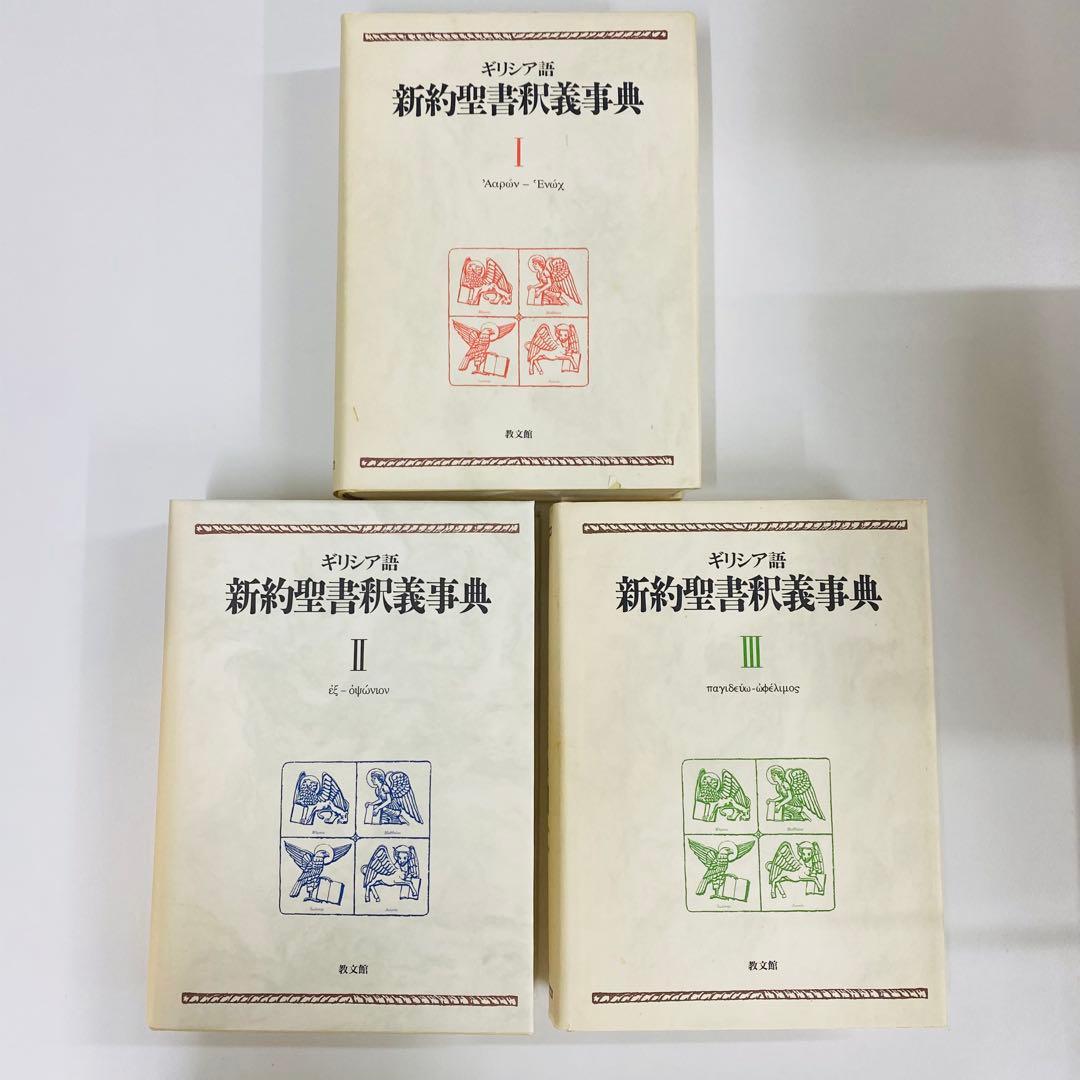 ギリシア語
新約聖書釈義事典
I
Ἀαρών – Ἑνώχ
教文館
ギリシア語
新約聖書釈義事典
II
ἐξ – ὀψώνιον
教文館
ギリシア語
新約聖書釈義事典
III
παγιδεύω-ὠφέλιμος
教文館